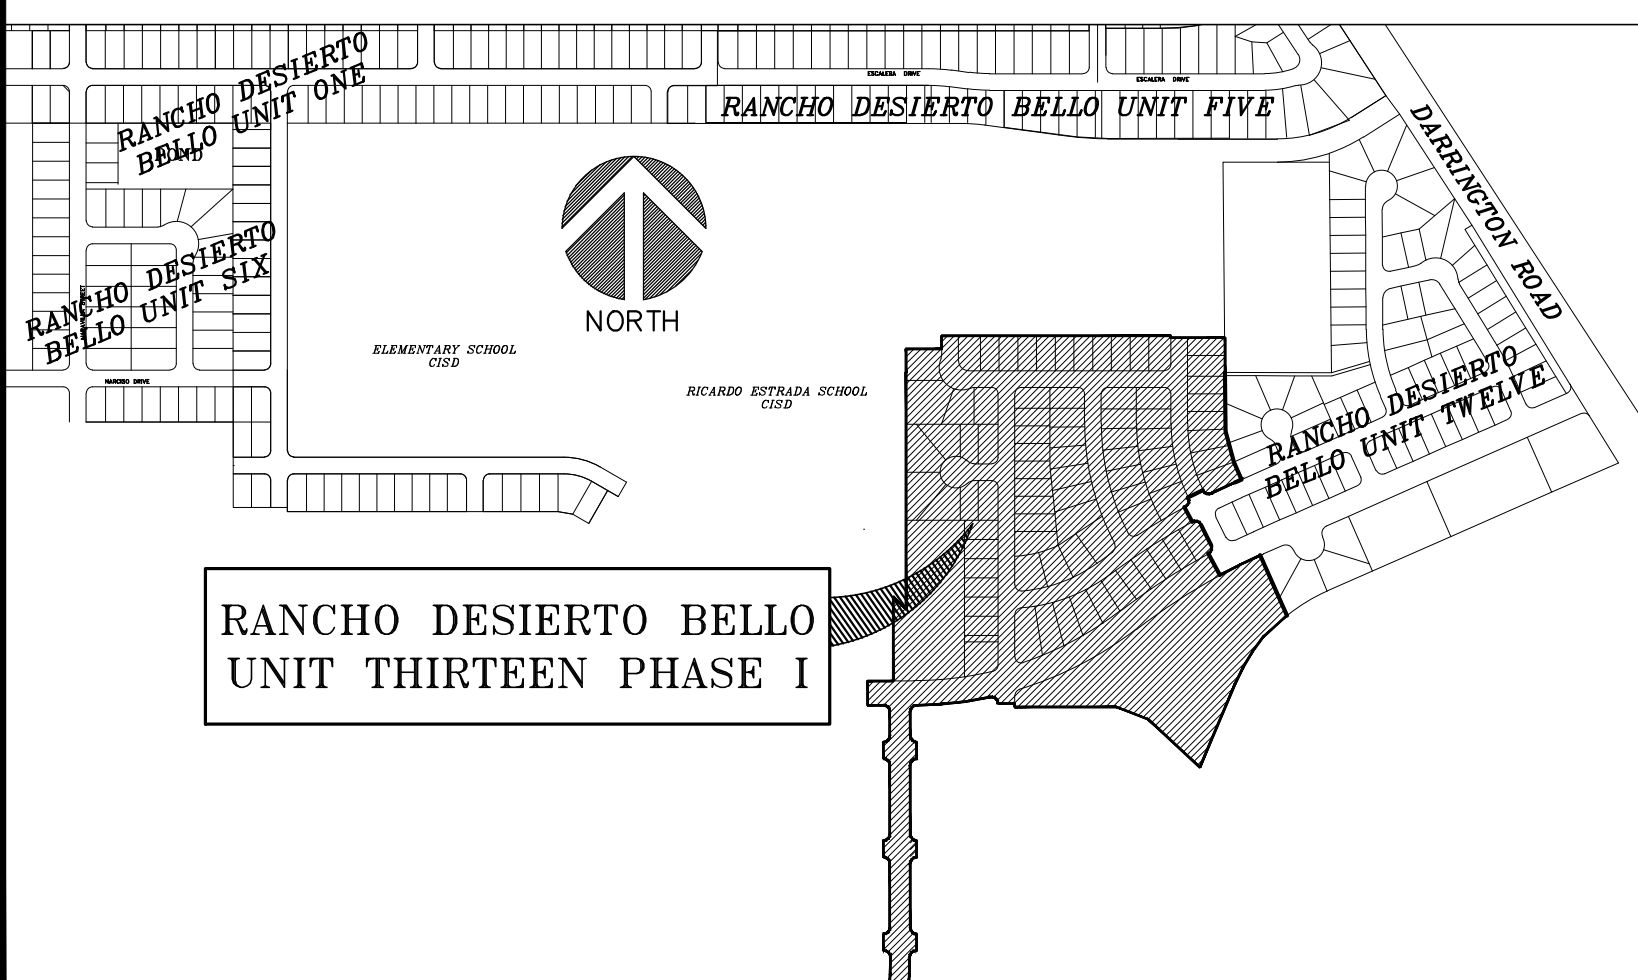 RANCHO DESIERTO
BELLO UNIT ONE
POND
ESCALERA DRIVE
ESCALERA DRIVE
RANCHO DESIERTO BELLO UNIT FIVE
DARRINGTON ROAD
RANCHO DESIERTO
BELLO UNIT SIX
NORTH
ELEMENTARY SCHOOL
CISD
RICARDO ESTRADA SCHOOL
CISD
NARCISO DRIVE
RANCHO DESIERTO
BELLO UNIT TWELVE
RANCHO DESIERTO BELLO
UNIT THIRTEEN PHASE I